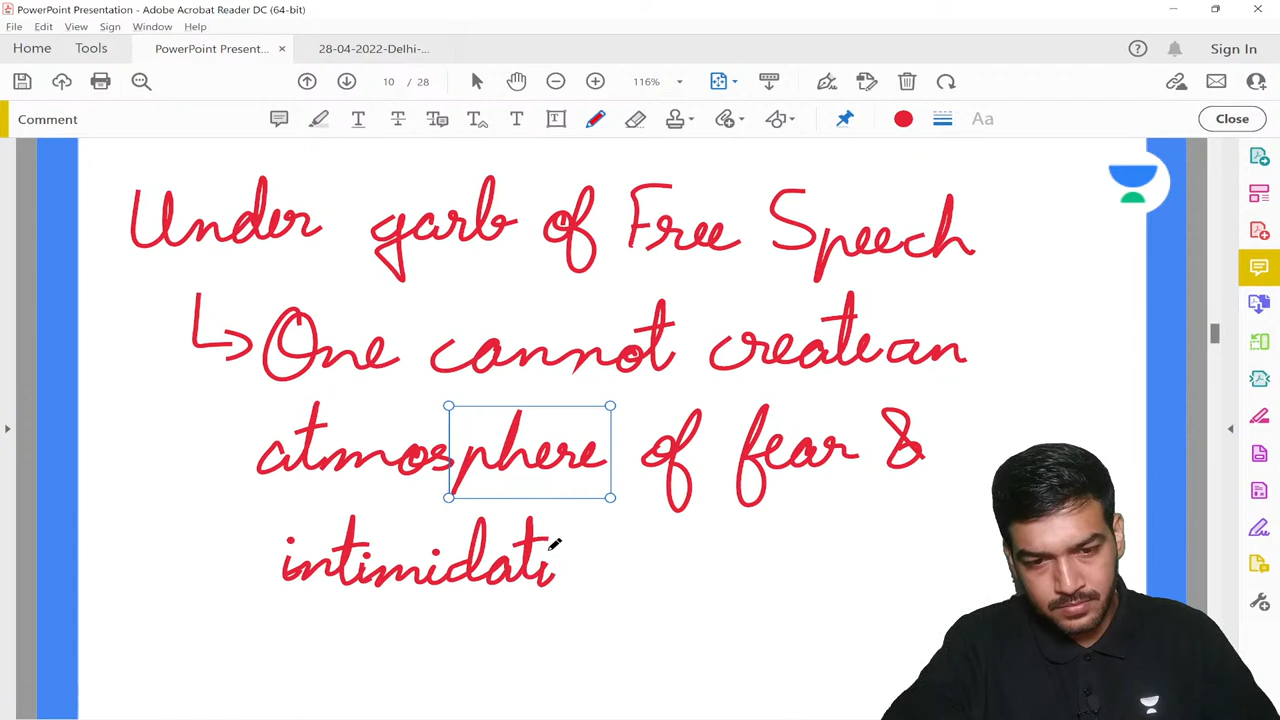 PowerPoint Presentation - Adobe Acrobat Reader DC (64-bit)
File Edit View Sign Window Help
Home Tools PowerPoint Present... × 28-04-2022-Delhi-... Sign In
10 / 28 116%
Comment Aa Close
Under garb of Free Speech
↳ One cannot create an
atmosphere of fear &
intimidati